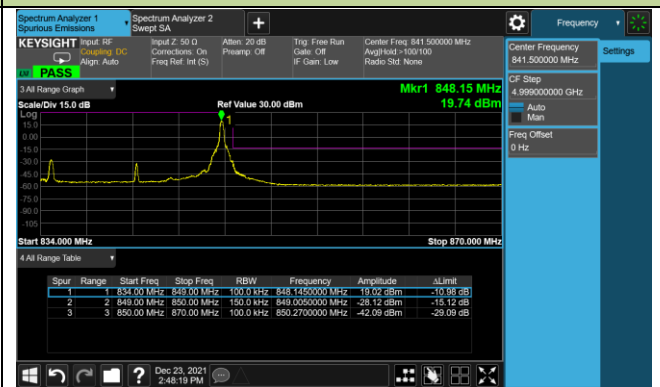 Spectrum Analyzer 1
Spurious Emissions
Spectrum Analyzer 2
Swept SA
+
Frequency
KEYSIGHT
Input: RF
Coupling: DC
Align: Auto
Input Z: 50 Ω
Corrections: On
Freq Ref: Int (S)
Atten: 20 dB
Preamp: Off
Trig: Free Run
Gate: Off
IF Gain: Low
Center Freq: 841.500000 MHz
Avg|Hold:>100/100
Radio Std: None
PASS
Center Frequency
841.500000 MHz
Settings
CF Step
4.999000000 GHz
Auto
Man
Freq Offset
0 Hz
3 All Range Graph
Mkr1 848.15 MHz
Scale/Div 15.0 dB
Ref Value 30.00 dBm
19.74 dBm
Log
1
15.0
0.00
-15.0
-30.0
-45.0
-60.0
-75.0
-90.0
-105
Start 834.000 MHz
Stop 870.000 MHz
4 All Range Table
Spur Range Start Freq Stop Freq RBW Frequency Amplitude ΔLimit
1 1 834.00 MHz 849.00 MHz 100.0 kHz 848.1450000 MHz 19.02 dBm -10.98 dB
2 2 849.00 MHz 850.00 MHz 150.0 kHz 849.0050000 MHz -28.12 dBm -15.12 dB
3 3 850.00 MHz 870.00 MHz 100.0 kHz 850.2700000 MHz -42.09 dBm -29.09 dB
?
Dec 23, 2021
2:48:19 PM